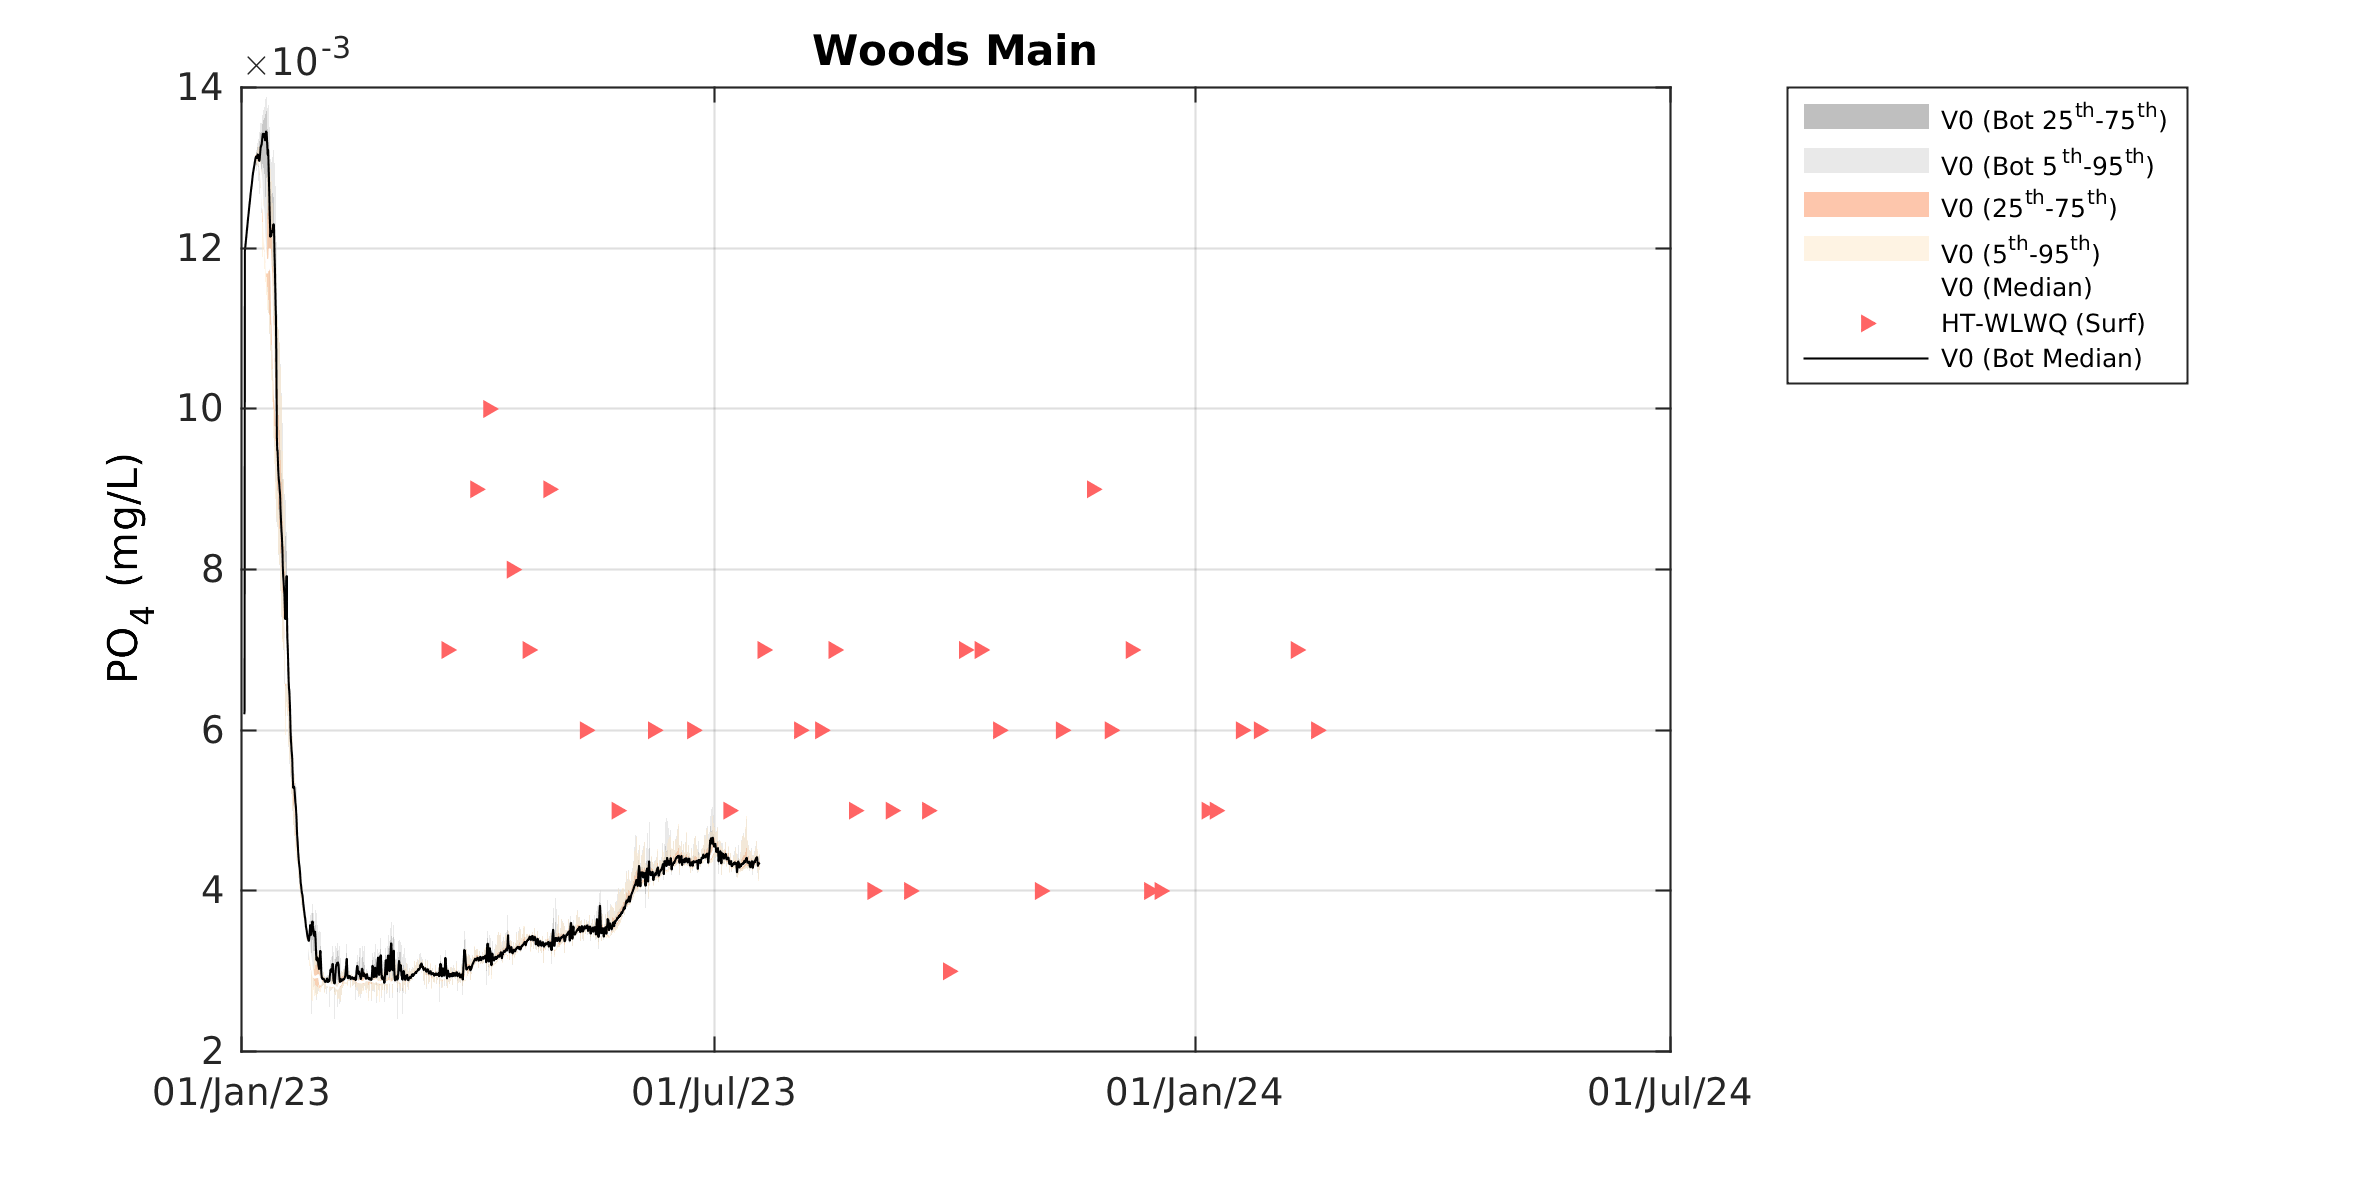 Woods Main
×10-3
14
12
10
8
6
4
2
PO4 (mg/L)
01/Jan/23
01/Jul/23
01/Jan/24
01/Jul/24
V0 (Bot 25th-75th)
V0 (Bot 5th-95th)
V0 (25th-75th)
V0 (5th-95th)
V0 (Median)
HT-WLWQ (Surf)
V0 (Bot Median)